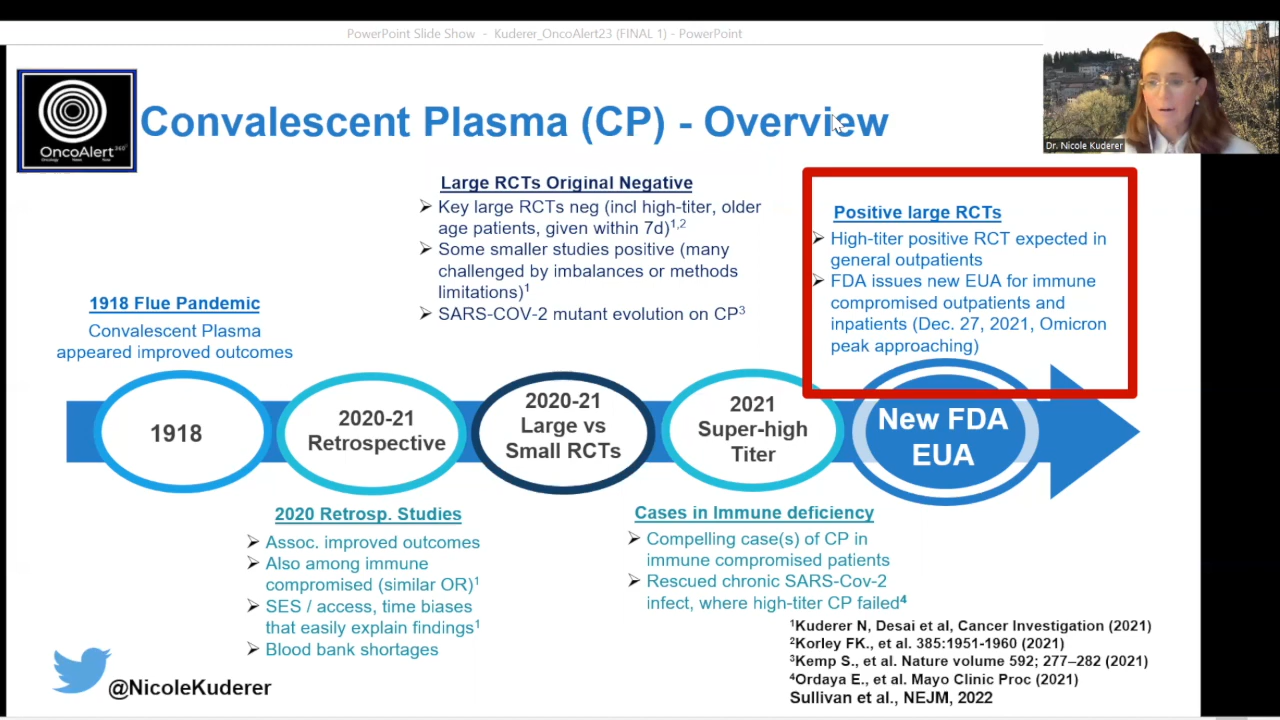 PowerPoint Slide Show - Kuderer_OncoAlert23 (FINAL 1) - PowerPoint
OncoAlert 360°
Oncology News Now
Convalescent Plasma (CP) - Overview
Dr. Nicole Kuderer
Large RCTs Original Negative
➢ Key large RCTs neg (incl high-titer, older
age patients, given within 7d)1,2
➢ Some smaller studies positive (many
challenged by imbalances or methods
limitations)1
➢ SARS-COV-2 mutant evolution on CP3
Positive large RCTs
➢ High-titer positive RCT expected in
general outpatients
➢ FDA issues new EUA for immune
compromised outpatients and
inpatients (Dec. 27, 2021, Omicron
peak approaching)
1918 Flue Pandemic
Convalescent Plasma
appeared improved outcomes
1918
2020-21
Retrospective
2020-21
Large vs
Small RCTs
2021
Super-high
Titer
New FDA
EUA
2020 Retrosp. Studies
➢ Assoc. improved outcomes
➢ Also among immune
compromised (similar OR)1
➢ SES / access, time biases
that easily explain findings1
➢ Blood bank shortages
Cases in Immune deficiency
➢ Compelling case(s) of CP in
immune compromised patients
➢ Rescued chronic SARS-Cov-2
infect, where high-titer CP failed4
1Kuderer N, Desai et al, Cancer Investigation (2021)
2Korley FK., et al. 385:1951-1960 (2021)
3Kemp S., et al. Nature volume 592; 277–282 (2021)
4Ordaya E., et al. Mayo Clinic Proc (2021)
Sullivan et al., NEJM, 2022
@NicoleKuderer